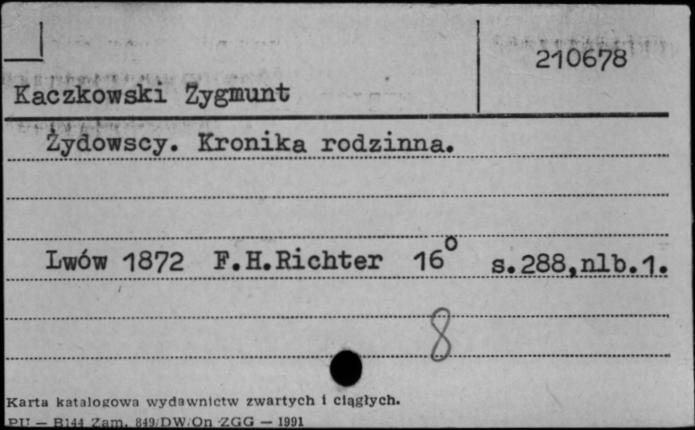 210678
Kaczkowski Zygmunt
Żydowscy. Kronika rodzinna.
Lwów 1872 F.H.Richter 16° s.288,nlb.1.
8
Karta katalogowa wydawnictw zwartych i ciągłych.
PU — B144 Zam. 849/DW/On ZGG — 1991